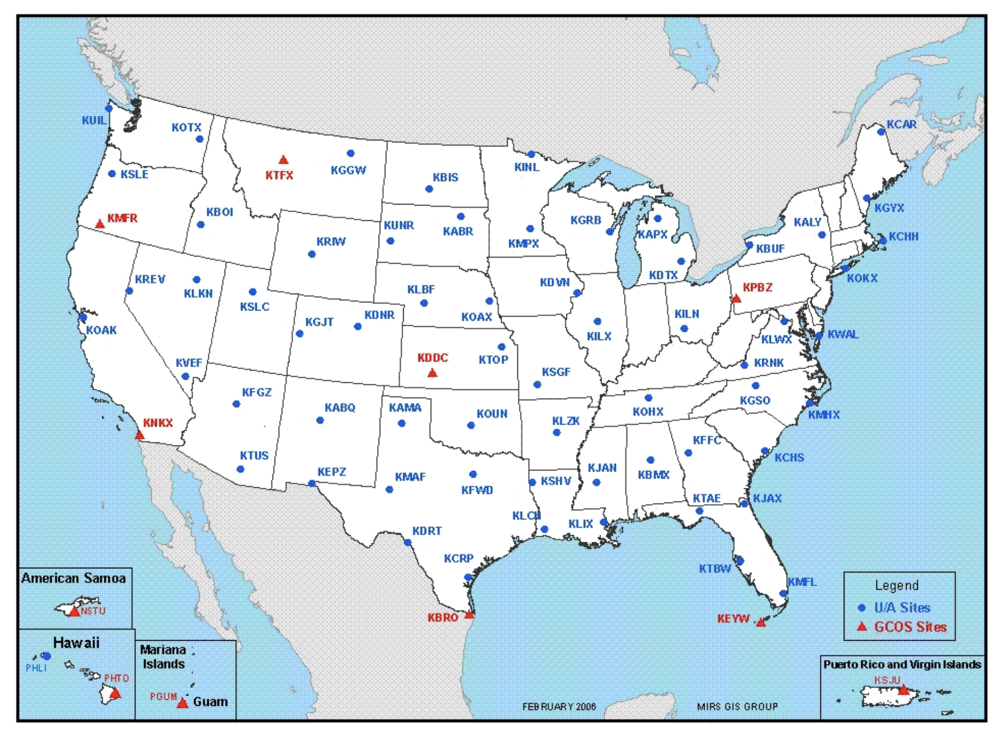 KCAR
KUIL
KOTX
KINL
KGGW
KSLE
KTFX
KBIS
KGYX
KBOI
KMFR
KGRB
KALY
KUNR
KABR
KAPX
KCHH
KRIW
KMPX
KBUF
KREV
KDTX
KOKX
KLKN
KDVN
KPBZ
KLBF
KSLC
KDNR
KOAX
KILN
KGJT
KOAK
KILX
KLWX
KWAL
KVEF
KDDC
KTOP
KRNK
KSGF
KFGZ
KABQ
KAMA
KOUN
KOHX
KGSO
KMHX
KNKX
KLZK
KFFC
KTUS
KCHS
KEPZ
KMAF
KFWD
KSHV
KJAN
KBMX
KTAE
KJAX
KLCH
KLIX
KDRT
KCRP
KTBW
KMFL
KBRO
KEYW
American Samoa
NSTU
Legend
U/A Sites
GCOS Sites
Hawaii
PHLI
PHTO
Mariana
Islands
PGUM
Guam
Puerto Rico and Virgin Islands
KSJU
FEBRUARY 2006
MIRS GIS GROUP